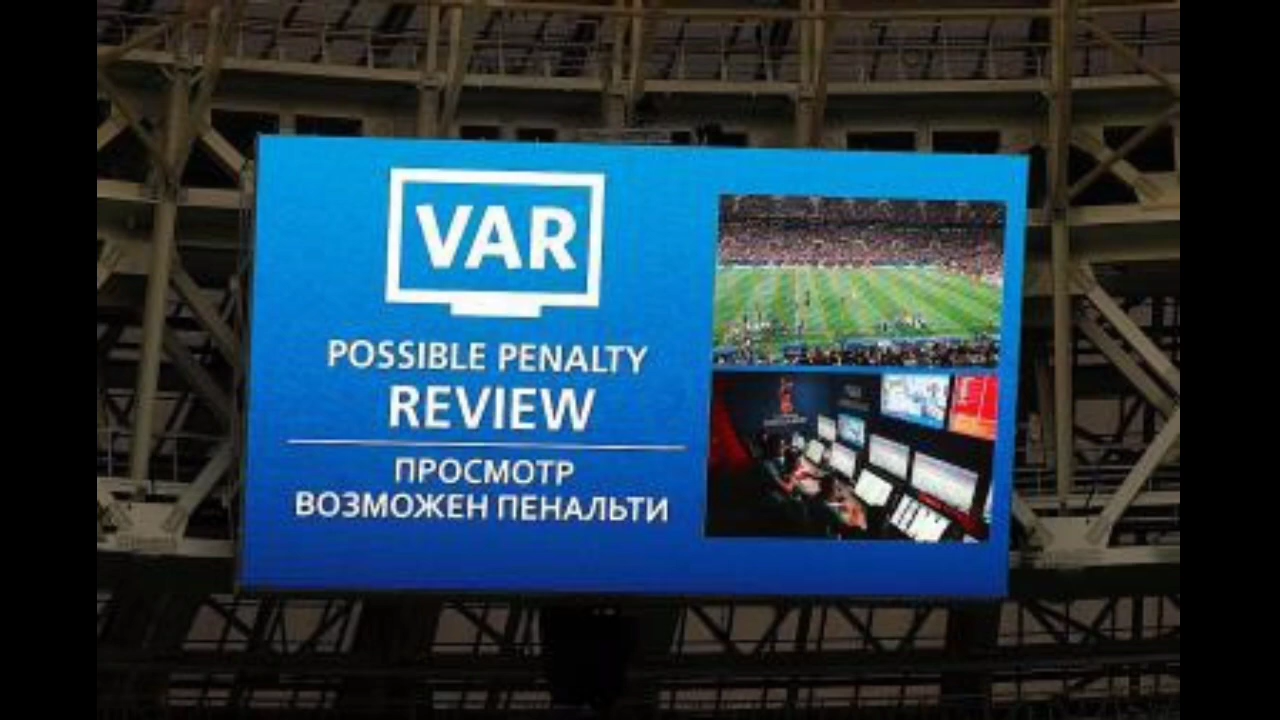 VAR
POSSIBLE PENALTY
REVIEW
ПРОСМОТР
ВОЗМОЖЕН ПЕНАЛЬТИ